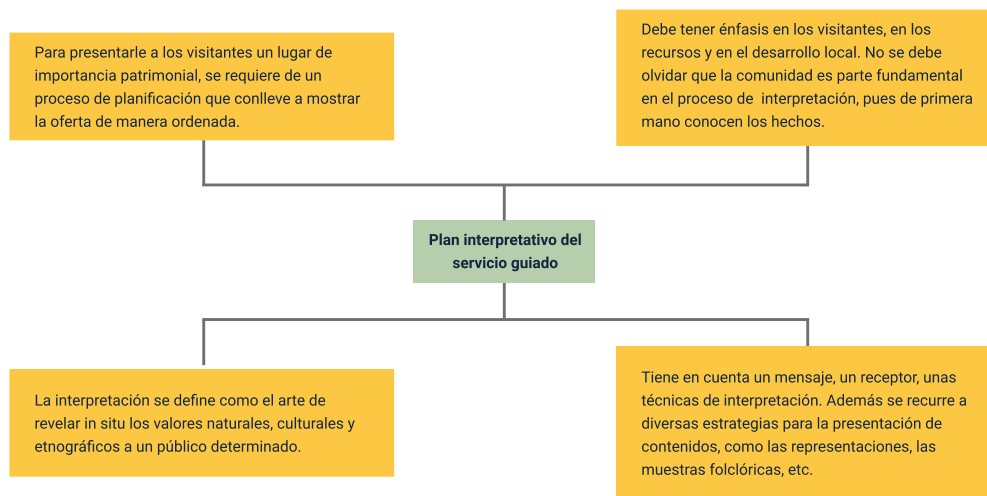 Para presentarle a los visitantes un lugar de
importancia patrimonial, se requiere de un
proceso de planificación que conlleve a mostrar
la oferta de manera ordenada.
Debe tener énfasis en los visitantes, en los
recursos y en el desarrollo local. No se debe
olvidar que la comunidad es parte fundamental
en el proceso de interpretación, pues de primera
mano conocen los hechos.
Plan interpretativo del
servicio guiado
La interpretación se define como el arte de
revelar in situ los valores naturales, culturales y
etnográficos a un público determinado.
Tiene en cuenta un mensaje, un receptor, unas
técnicas de interpretación. Además se recurre a
diversas estrategias para la presentación de
contenidos, como las representaciones, las
muestras folclóricas, etc.